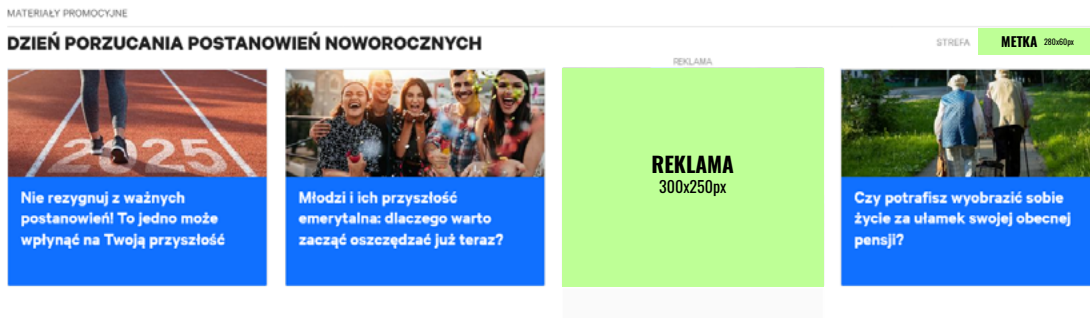 MATERIAŁY PROMOCYJNE
DZIEŃ PORZUCANIA POSTANOWIEŃ NOWOROCZNYCH
STREFA
METKA 280x60px
REKLAMA
2025
REKLAMA
300x250px
Nie rezygnuj z ważnych
postanowień! To jedno może
wpłynąć na Twoją przyszłość
Młodzi i ich przyszłość
emerytalna: dlaczego warto
zacząć oszczędzać już teraz?
Czy potrafisz wyobrazić sobie
życie za ułamek swojej obecnej
pensji?